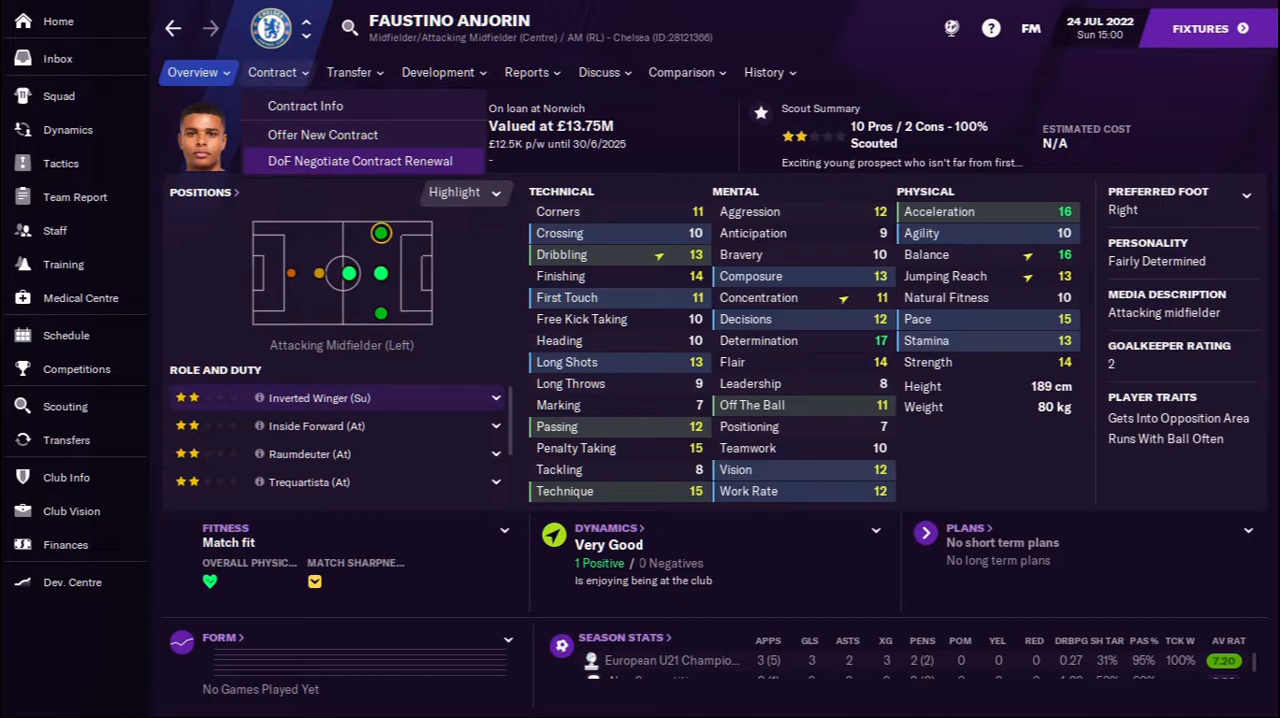 Home
Inbox
Squad
Dynamics
Tactics
Team Report
Staff
Training
Medical Centre
Schedule
Competitions
Scouting
Transfers
Club Info
Club Vision
Finances
Dev. Centre
FAUSTINO ANJORIN
Midfielder/Attacking Midfielder (Centre) / AM (RL) - Chelsea (ID:28121366)
?
FM
24 JUL 2022
Sun 15:00
FIXTURES
Overview
Contract
Transfer
Development
Reports
Discuss
Comparison
History
Contract Info
Offer New Contract
DoF Negotiate Contract Renewal
On loan at Norwich
Valued at £13.75M
£12.5K p/w until 30/6/2025
-
Scout Summary
10 Pros / 2 Cons - 100%
Scouted
Exciting young prospect who isn't far from first...
ESTIMATED COST
N/A
POSITIONS
Highlight
Attacking Midfielder (Left)
ROLE AND DUTY
Inverted Winger (Su)
Inside Forward (At)
Raumdeuter (At)
Trequartista (At)
TECHNICAL
Corners 11
Crossing 10
Dribbling 13
Finishing 14
First Touch 11
Free Kick Taking 10
Heading 10
Long Shots 13
Long Throws 9
Marking 7
Passing 12
Penalty Taking 15
Tackling 8
Technique 15
MENTAL
Aggression 12
Anticipation 9
Bravery 10
Composure 13
Concentration 11
Decisions 12
Determination 17
Flair 14
Leadership 8
Off The Ball 11
Positioning 7
Teamwork 10
Vision 12
Work Rate 12
PHYSICAL
Acceleration 16
Agility 10
Balance 16
Jumping Reach 13
Natural Fitness 10
Pace 15
Stamina 13
Strength 14
Height 189 cm
Weight 80 kg
PREFERRED FOOT
Right
PERSONALITY
Fairly Determined
MEDIA DESCRIPTION
Attacking midfielder
GOALKEEPER RATING
2
PLAYER TRAITS
Gets Into Opposition Area
Runs With Ball Often
FITNESS
Match fit
OVERALL PHYSIC... MATCH SHARPNE...
DYNAMICS
Very Good
1 Positive / 0 Negatives
Is enjoying being at the club
PLANS
No short term plans
No long term plans
FORM
No Games Played Yet
SEASON STATS APPS GLS ASTS XG PENS POM YEL RED DRBPG SH TAR PAS % TCK W AV RAT
European U21 Champio... 3 (5) 3 2 3 2 (2) 0 0 0 0.27 31% 95% 100% 7.20